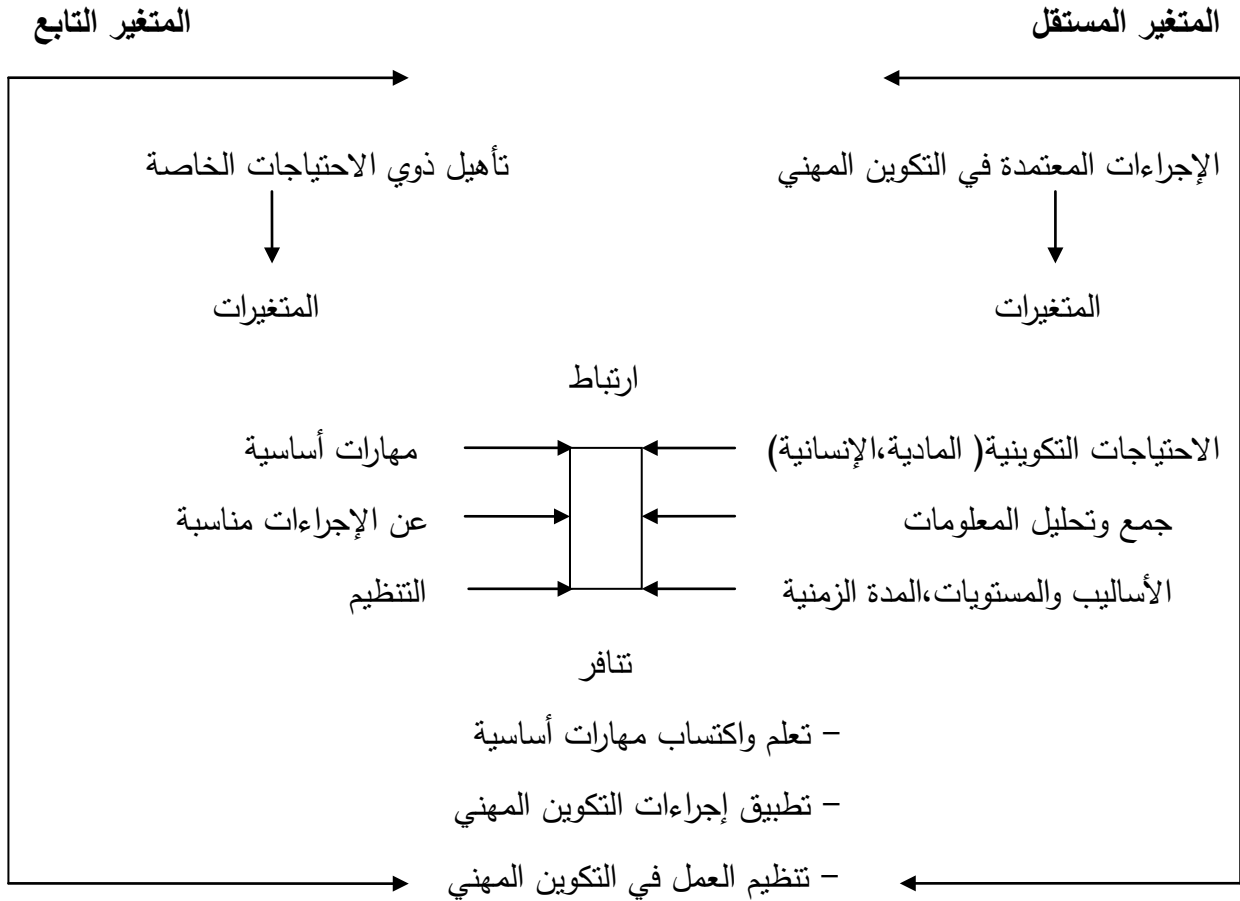 المتغير المستقل المتغير التابع
الإجراءات المعتمدة في التكوين المهني تأهيل ذوي الاحتياجات الخاصة
المتغيرات المتغيرات
ارتباط
الاحتياجات التكوينية( المادية،الإنسانية) مهارات أساسية
جمع وتحليل المعلومات عن الإجراءات مناسبة
الأساليب والمستويات،المدة الزمنية التنظيم
تنافر
– تعلم واكتساب مهارات أساسية
– تطبيق إجراءات التكوين المهني
– تنظيم العمل في التكوين المهني